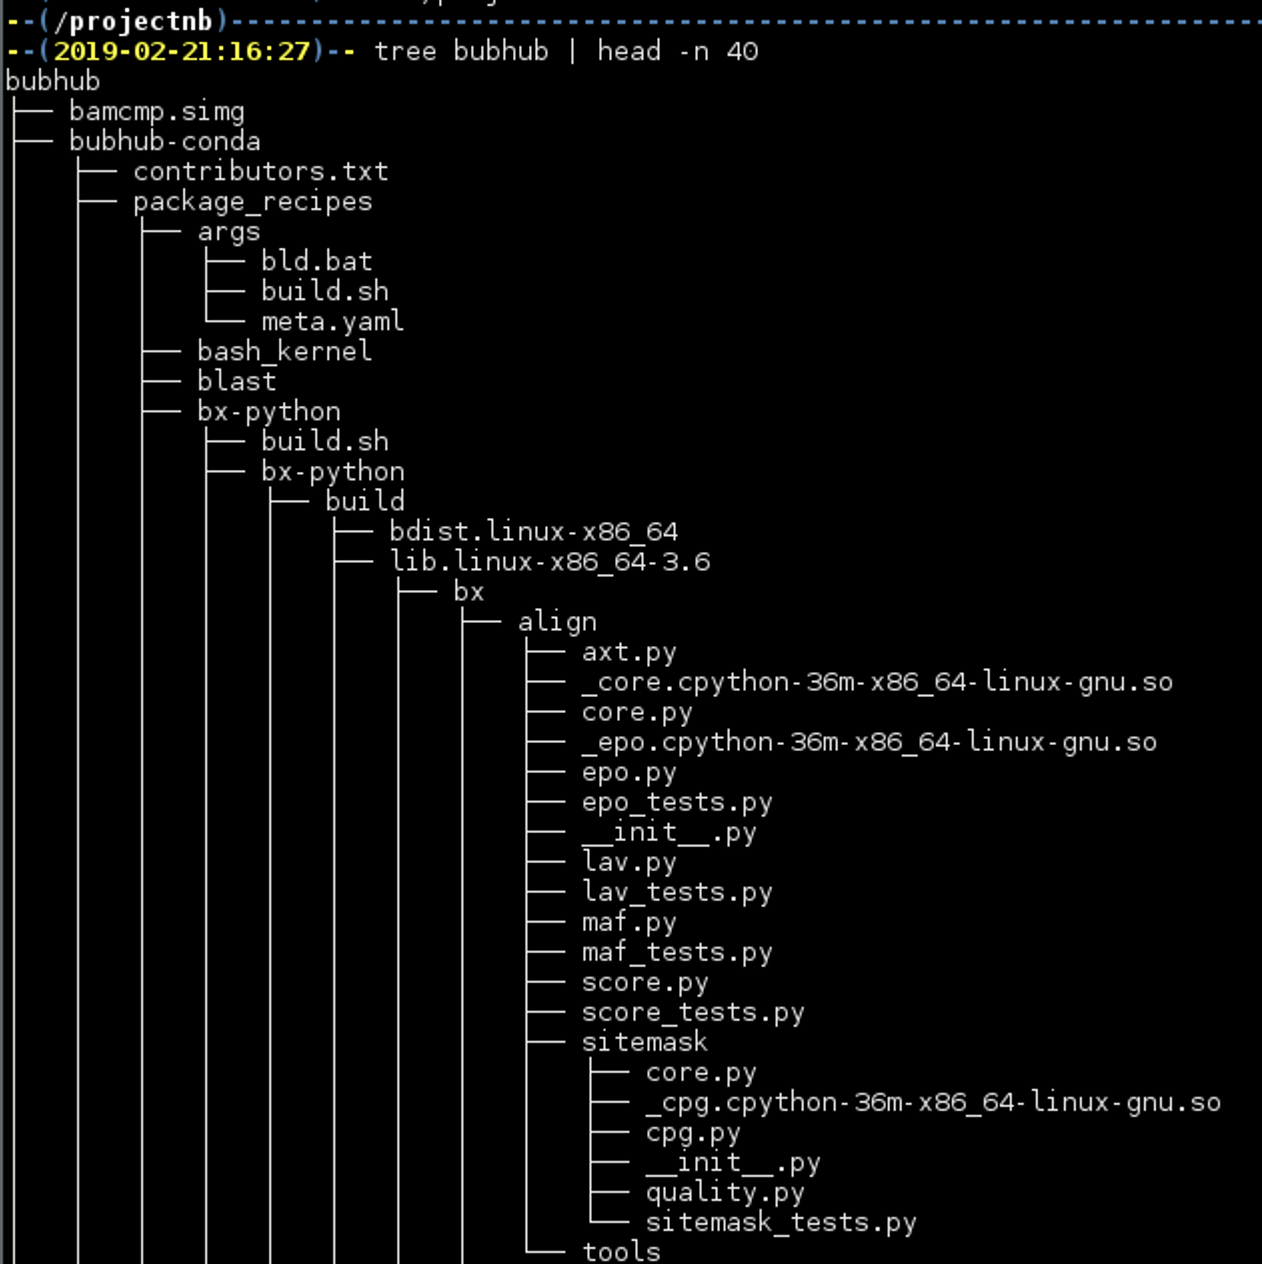 --(/projectnb)--------------------------------------------------------------------
--(2019-02-21:16:27)-- tree bubhub | head -n 40
bubhub
├── bamcmp.simg
├── bubhub-conda
│   ├── contributors.txt
│   ├── package_recipes
│   │   ├── args
│   │   │   ├── bld.bat
│   │   │   ├── build.sh
│   │   │   └── meta.yaml
│   │   ├── bash_kernel
│   │   ├── blast
│   │   ├── bx-python
│   │   │   ├── build.sh
│   │   │   ├── bx-python
│   │   │   │   ├── build
│   │   │   │   │   ├── bdist.linux-x86_64
│   │   │   │   │   ├── lib.linux-x86_64-3.6
│   │   │   │   │   │   ├── bx
│   │   │   │   │   │   │   ├── align
│   │   │   │   │   │   │   │   ├── axt.py
│   │   │   │   │   │   │   │   ├── _core.cpython-36m-x86_64-linux-gnu.so
│   │   │   │   │   │   │   │   ├── core.py
│   │   │   │   │   │   │   │   ├── _epo.cpython-36m-x86_64-linux-gnu.so
│   │   │   │   │   │   │   │   ├── epo.py
│   │   │   │   │   │   │   │   ├── epo_tests.py
│   │   │   │   │   │   │   │   ├── __init__.py
│   │   │   │   │   │   │   │   ├── lav.py
│   │   │   │   │   │   │   │   ├── lav_tests.py
│   │   │   │   │   │   │   │   ├── maf.py
│   │   │   │   │   │   │   │   ├── maf_tests.py
│   │   │   │   │   │   │   │   ├── score.py
│   │   │   │   │   │   │   │   ├── score_tests.py
│   │   │   │   │   │   │   │   ├── sitemask
│   │   │   │   │   │   │   │   │   ├── core.py
│   │   │   │   │   │   │   │   │   ├── _cpg.cpython-36m-x86_64-linux-gnu.so
│   │   │   │   │   │   │   │   │   ├── cpg.py
│   │   │   │   │   │   │   │   │   ├── __init__.py
│   │   │   │   │   │   │   │   │   ├── quality.py
│   │   │   │   │   │   │   │   │   └── sitemask_tests.py
│   │   │   │   │   │   │   │   └── tools